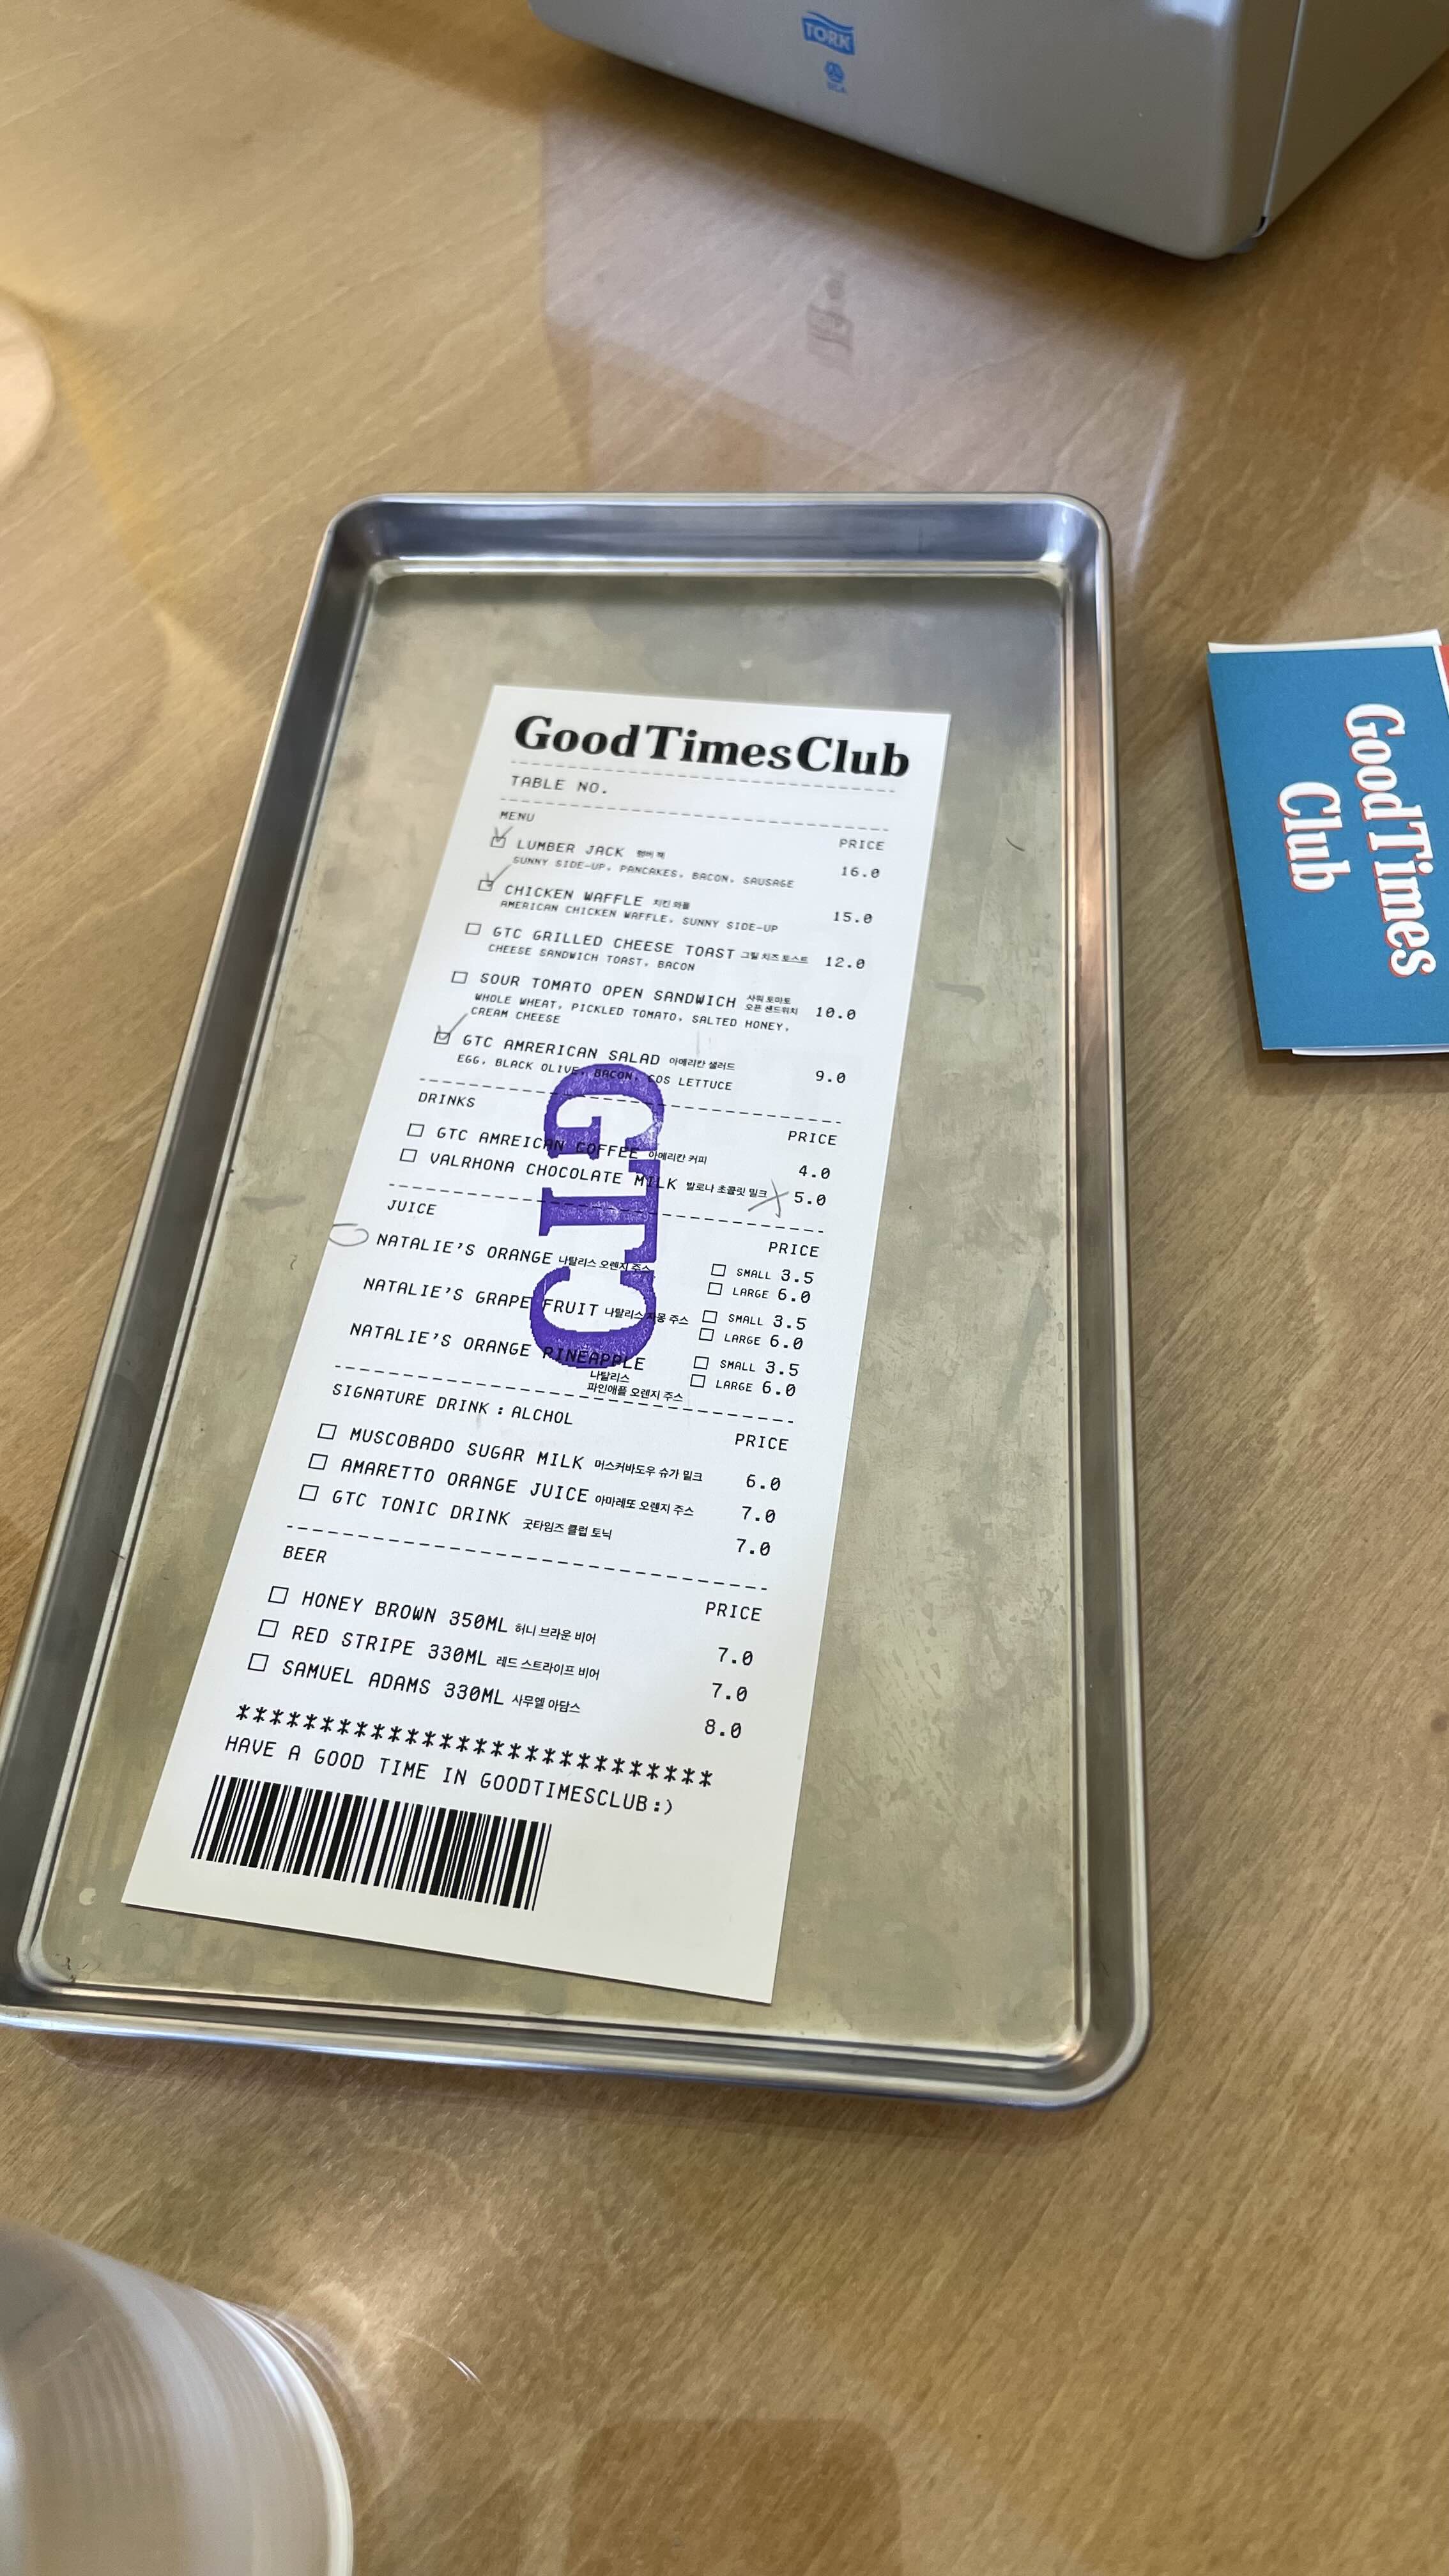 TORK
SCA
GoodTimesClub
TABLE NO.
MENU PRICE
LUMBER JACK 럼버 잭 16.0
SUNNY SIDE-UP, PANCAKES, BACON, SAUSAGE
CHICKEN WAFFLE 치킨 와플 15.0
AMERICAN CHICKEN WAFFLE, SUNNY SIDE-UP
GTC GRILLED CHEESE TOAST 그릴 치즈 토스트 12.0
CHEESE SANDWICH TOAST, BACON
SOUR TOMATO OPEN SANDWICH 사워 토마토 오픈 샌드위치 10.0
WHOLE WHEAT, PICKLED TOMATO, SALTED HONEY,
CREAM CHEESE
GTC AMRERICAN SALAD 아메리칸 샐러드 9.0
EGG, BLACK OLIVE, BACON, COS LETTUCE
DRINKS PRICE
GTC AMREICAN COFFEE 아메리칸 커피 4.0
VALRHONA CHOCOLATE MILK 발로나 초콜릿 밀크 5.0
JUICE PRICE
NATALIE'S ORANGE 나탈리스 오렌지 주스 SMALL 3.5
LARGE 6.0
NATALIE'S GRAPE FRUIT 나탈리스 자몽 주스 SMALL 3.5
LARGE 6.0
NATALIE'S ORANGE PINEAPPLE SMALL 3.5
나탈리스 LARGE 6.0
파인애플 오렌지 주스
SIGNATURE DRINK : ALCHOL PRICE
MUSCOBADO SUGAR MILK 머스커바도우 슈가 밀크 6.0
AMARETTO ORANGE JUICE 아마레또 오렌지 주스 7.0
GTC TONIC DRINK 굿타임즈 클럽 토닉 7.0
BEER PRICE
HONEY BROWN 350ML 허니 브라운 비어 7.0
RED STRIPE 330ML 레드 스트라이프 비어 7.0
SAMUEL ADAMS 330ML 사무엘 아담스 8.0
****************************
HAVE A GOOD TIME IN GOODTIMESCLUB:)
GTC
GoodTimes
Club